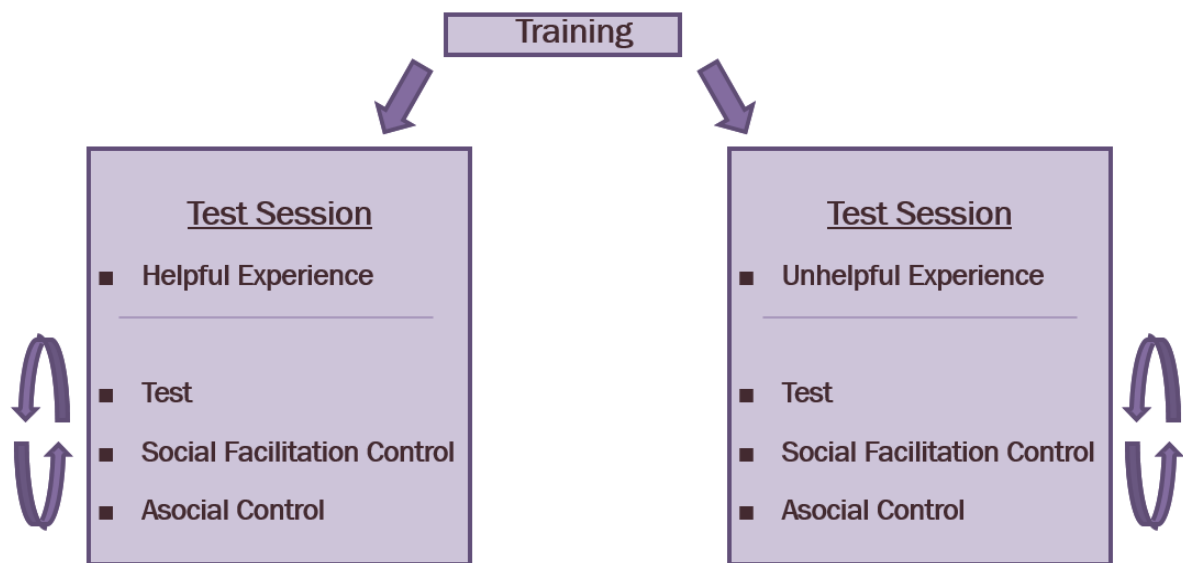 Training
Test Session
■ Helpful Experience
■ Test
■ Social Facilitation Control
■ Asocial Control
Test Session
■ Unhelpful Experience
■ Test
■ Social Facilitation Control
■ Asocial Control